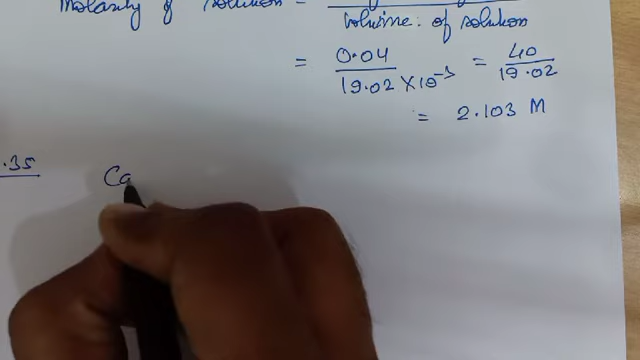 Molarity of solution =
volume of solution
= 0.04 / 19.02 × 10⁻³ = 40 / 19.02
= 2.103 M
.35 Ca